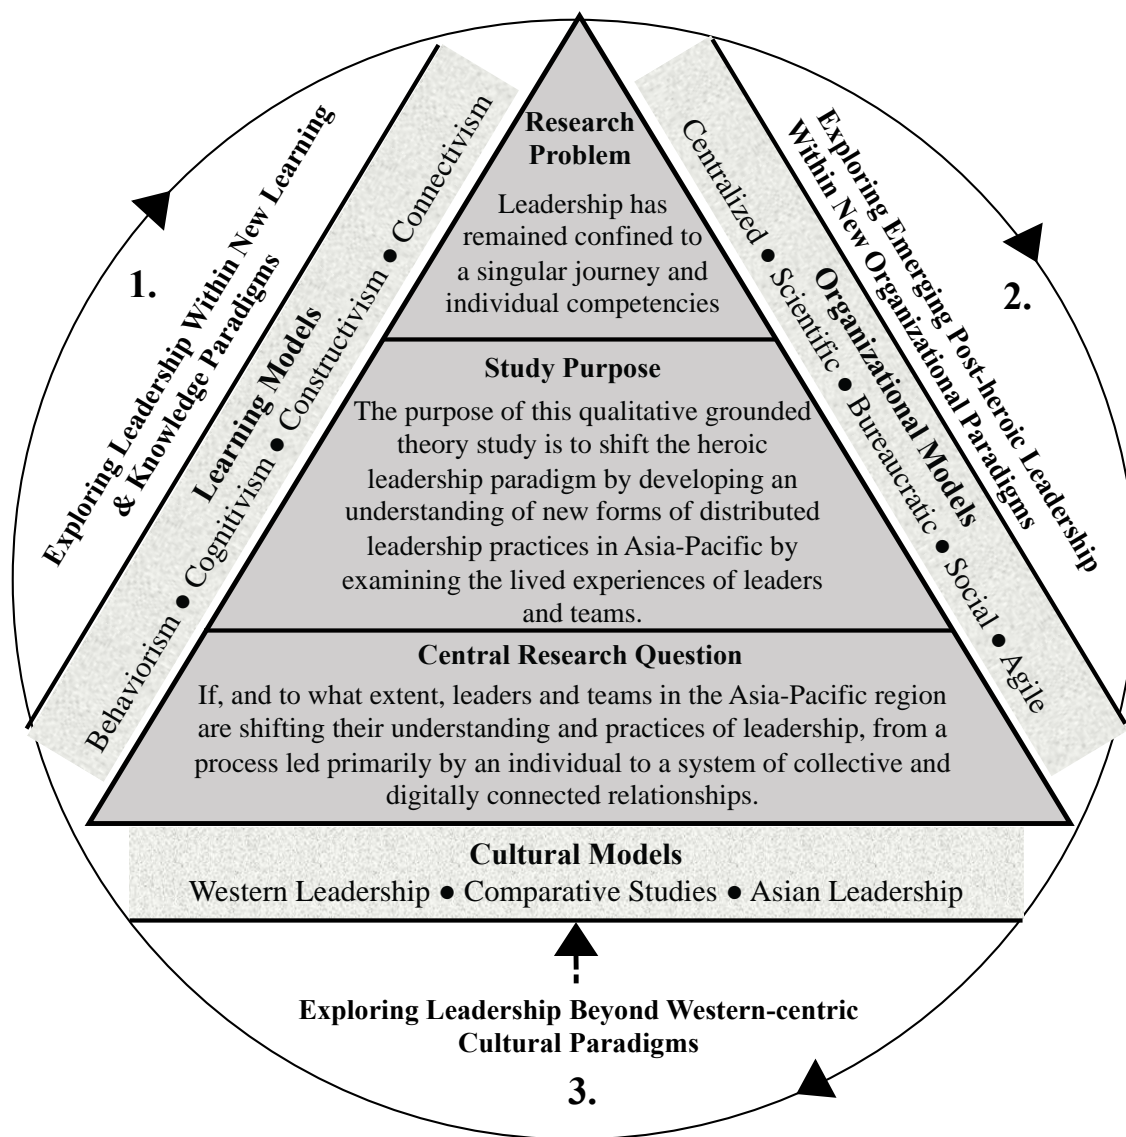 1.
Exploring Leadership Within New Learning
& Knowledge Paradigms
Learning Models
Behaviorism ● Cognitivism ● Constructivism ● Connectivism
Research
Problem
Leadership has
remained confined to
a singular journey and
individual competencies
Study Purpose
The purpose of this qualitative grounded
theory study is to shift the heroic
leadership paradigm by developing an
understanding of new forms of distributed
leadership practices in Asia-Pacific by
examining the lived experiences of leaders
and teams.
Central Research Question
If, and to what extent, leaders and teams in the Asia-Pacific region
are shifting their understanding and practices of leadership, from a
process led primarily by an individual to a system of collective and
digitally connected relationships.
2.
Exploring Emerging Post-heroic Leadership
Within New Organizational Paradigms
Organizational Models
Centralized ● Scientific ● Bureaucratic ● Social ● Agile
Cultural Models
Western Leadership ● Comparative Studies ● Asian Leadership
Exploring Leadership Beyond Western-centric
Cultural Paradigms
3.